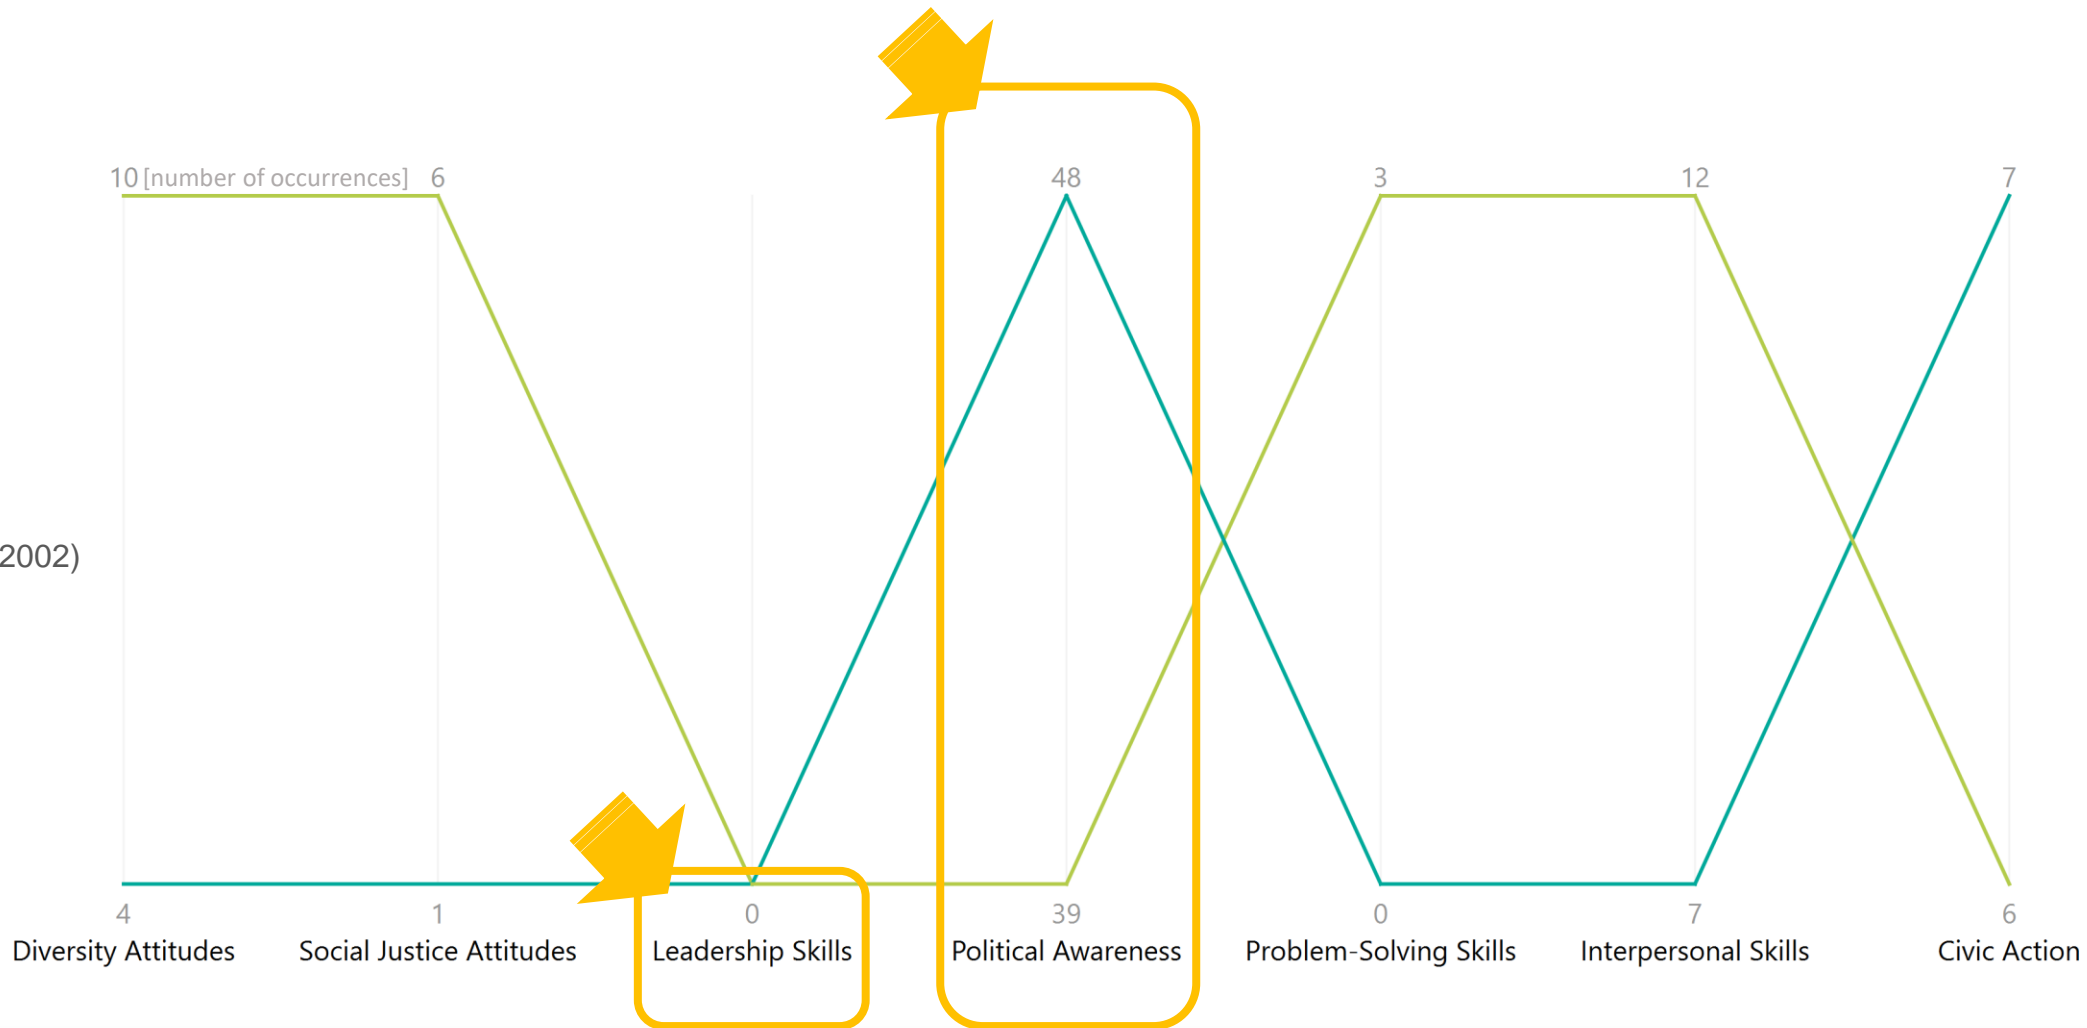 10 [number of occurrences] 6 48 3 12 7
2002)
4 1 0 39 0 7 6
Diversity Attitudes Social Justice Attitudes Leadership Skills Political Awareness Problem-Solving Skills Interpersonal Skills Civic Action